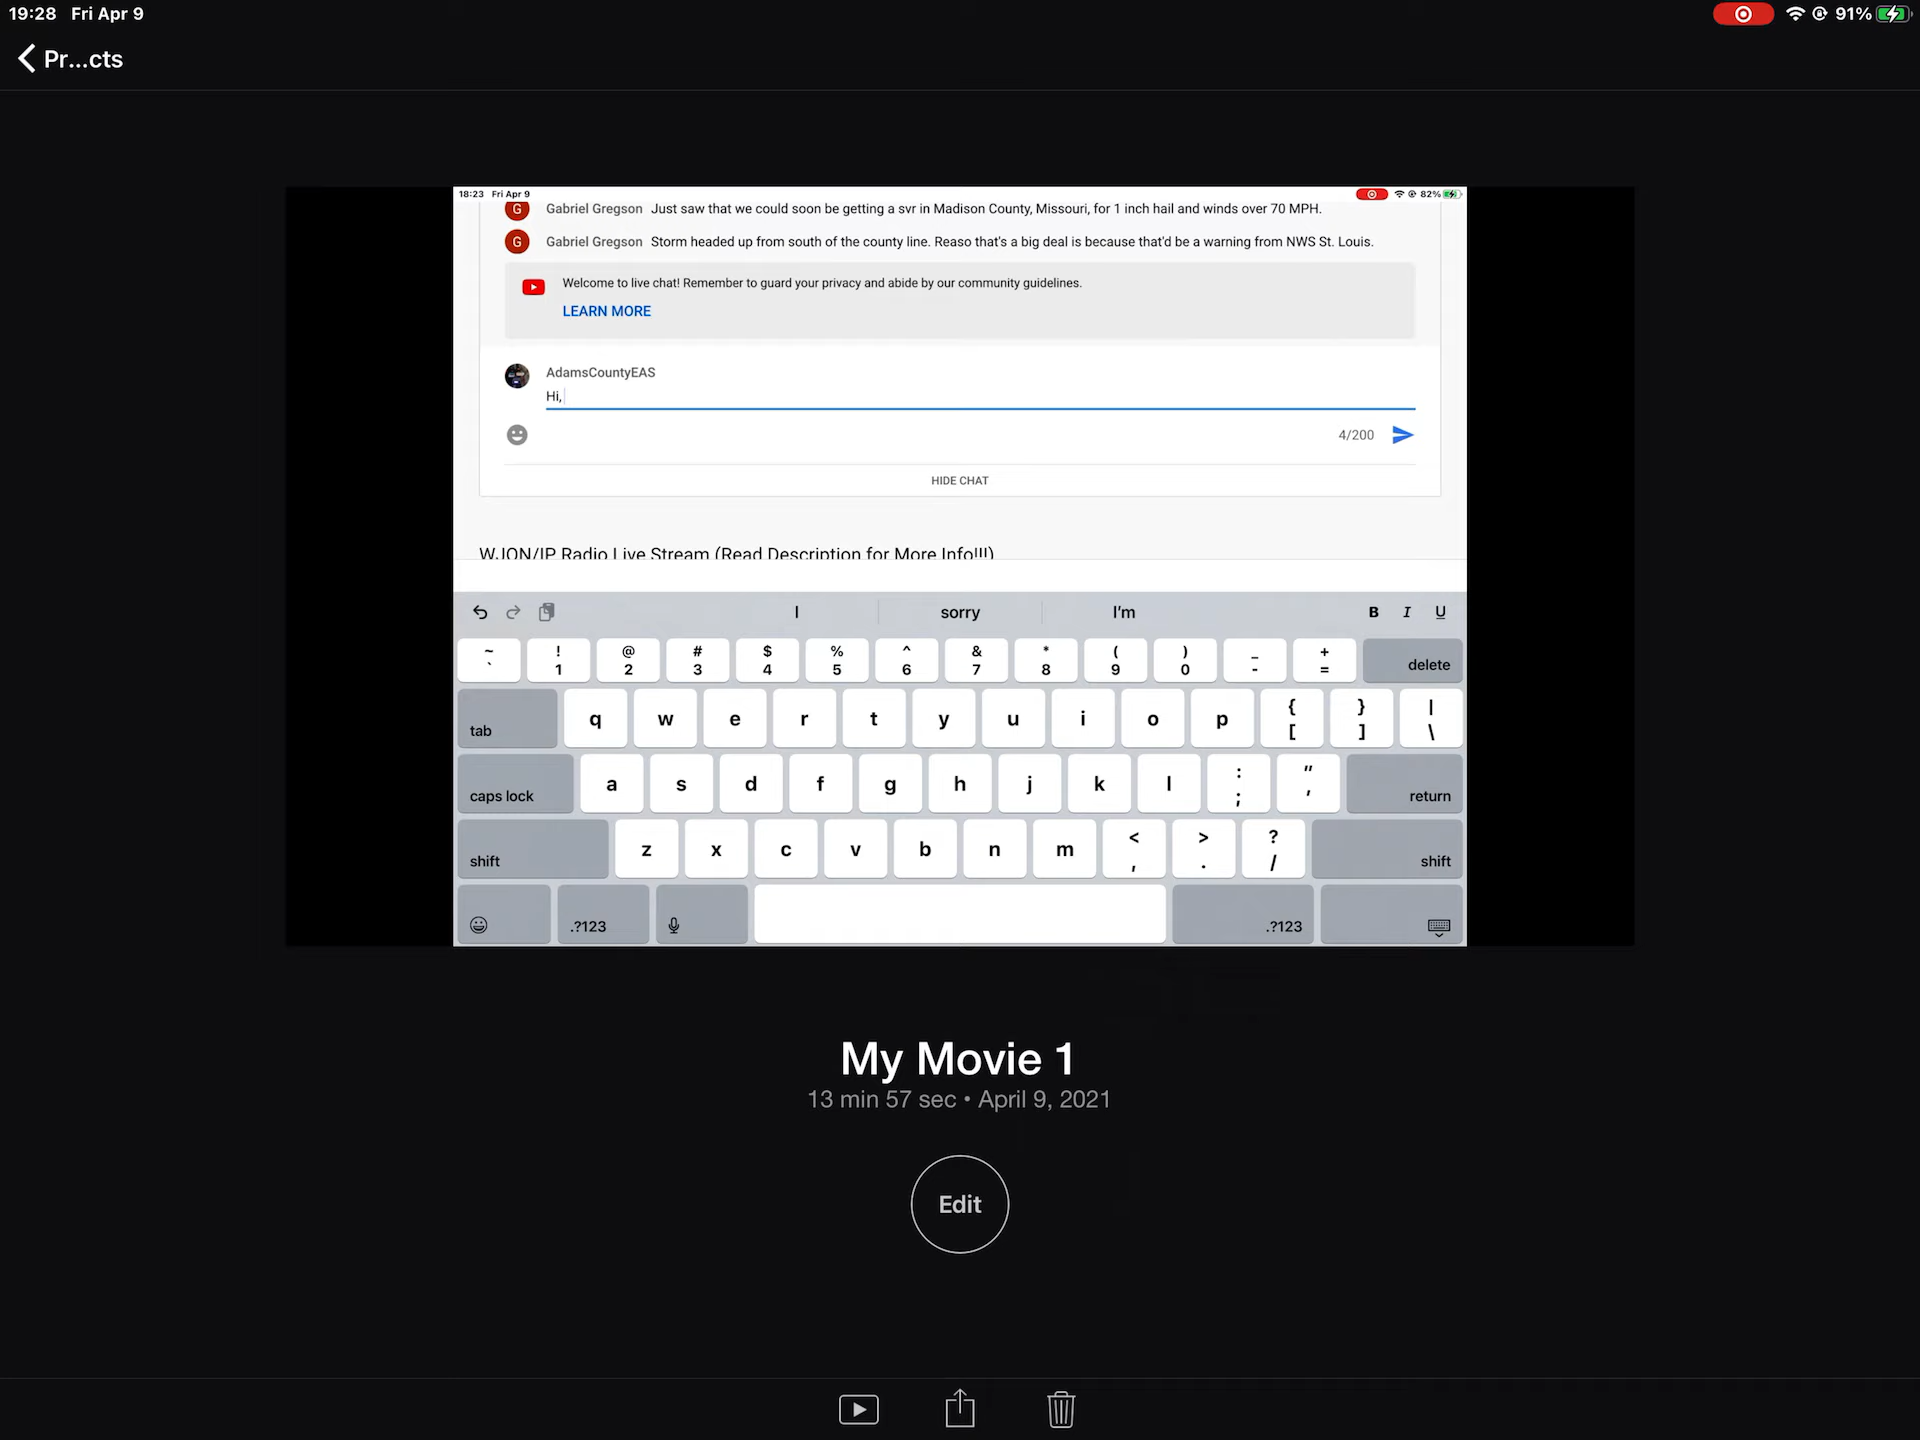 19:28 Fri Apr 9
91%
Pr...cts
18:23 Fri Apr 9
82%
G Gabriel Gregson Just saw that we could soon be getting a svr in Madison County, Missouri, for 1 inch hail and winds over 70 MPH.
G Gabriel Gregson Storm headed up from south of the county line. Reaso that's a big deal is because that'd be a warning from NWS St. Louis.
Welcome to live chat! Remember to guard your privacy and abide by our community guidelines.
LEARN MORE
AdamsCountyEAS
Hi,
4/200
HIDE CHAT
WJON/IP Radio Live Stream (Read Description for More Info!!!)
I sorry I'm B I U
~ ! @ # $ % ^ & * ( ) _ +
` 1 2 3 4 5 6 7 8 9 0 - = delete
tab q w e r t y u i o p { [ } ] | \
caps lock a s d f g h j k l : ; " ' return
shift z x c v b n m < , > . ? / shift
.?123 .?123
My Movie 1
13 min 57 sec • April 9, 2021
Edit